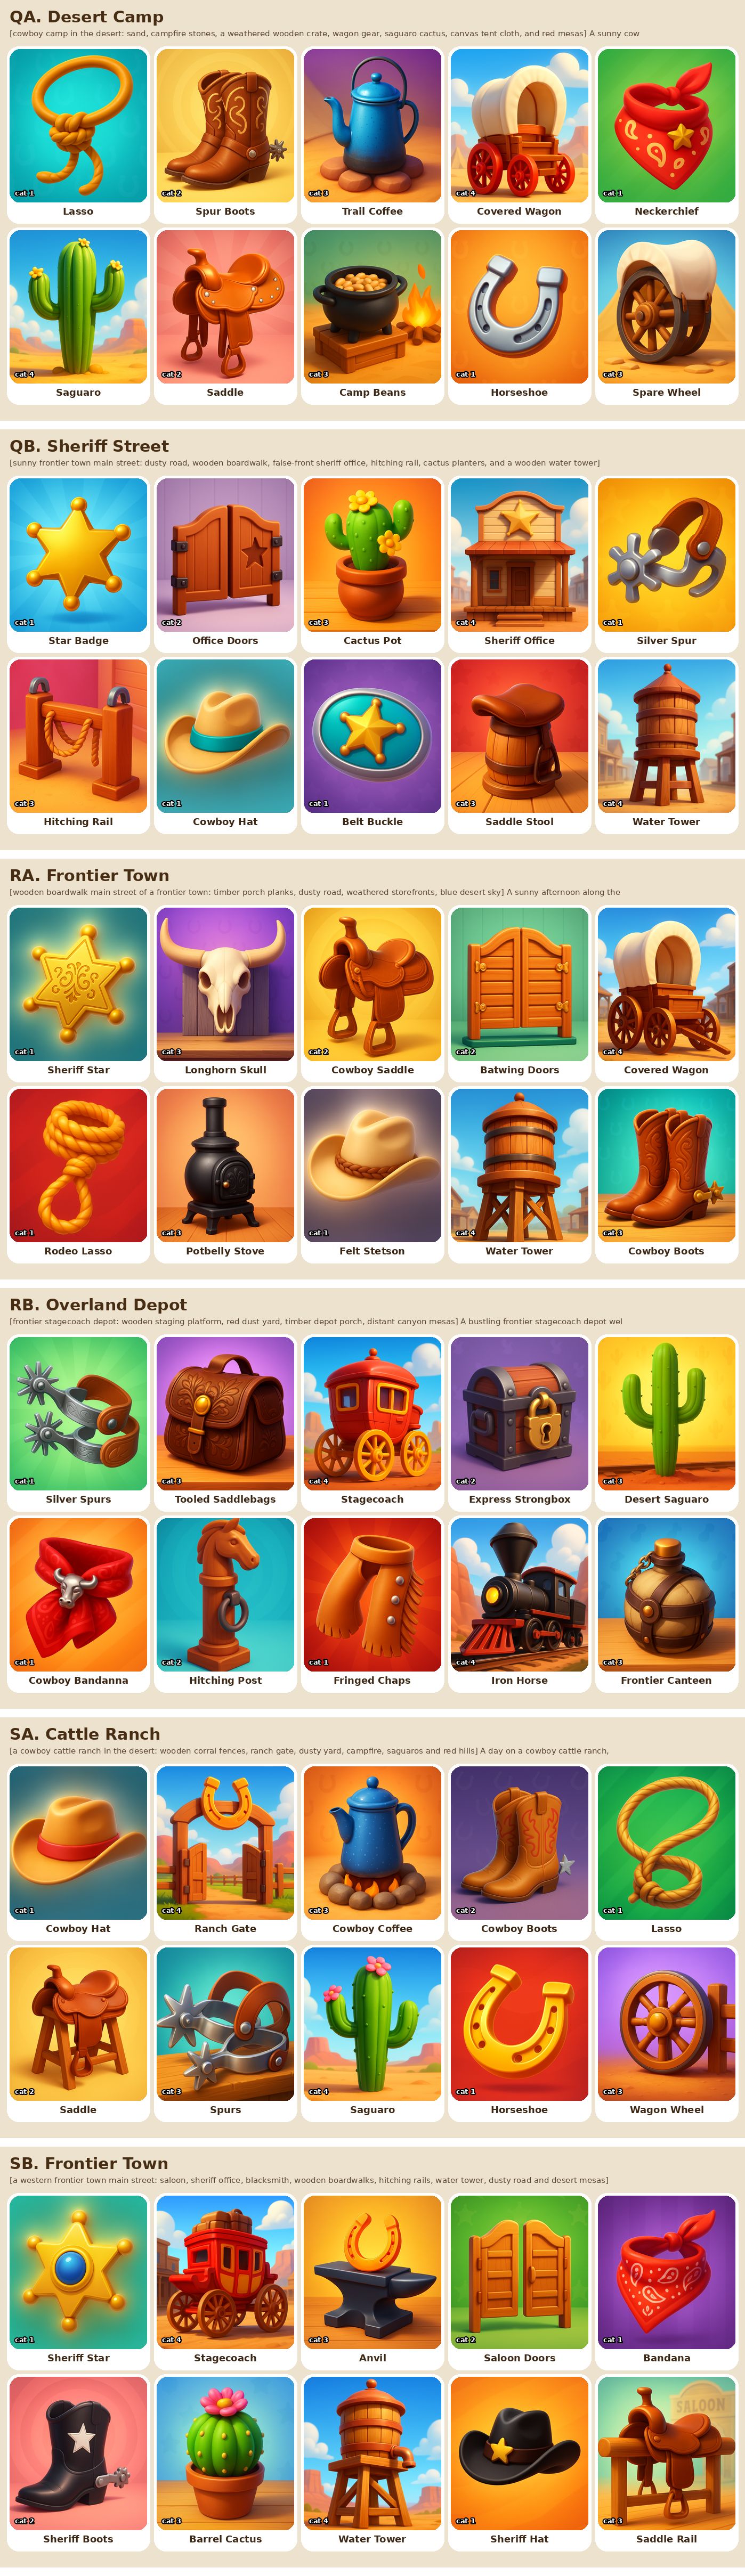 QA. Desert Camp
[cowboy camp in the desert: sand, campfire stones, a weathered wooden crate, wagon gear, saguaro cactus, canvas tent cloth, and red mesas] A sunny cow
cat 1 cat 2 cat 3 cat 4 cat 1
Lasso Spur Boots Trail Coffee Covered Wagon Neckerchief
cat 4 cat 2 cat 3 cat 1 cat 3
Saguaro Saddle Camp Beans Horseshoe Spare Wheel
QB. Sheriff Street
[sunny frontier town main street: dusty road, wooden boardwalk, false-front sheriff office, hitching rail, cactus planters, and a wooden water tower]
cat 1 cat 2 cat 3 cat 4 cat 1
Star Badge Office Doors Cactus Pot Sheriff Office Silver Spur
cat 3 cat 1 cat 1 cat 3 cat 4
Hitching Rail Cowboy Hat Belt Buckle Saddle Stool Water Tower
RA. Frontier Town
[wooden boardwalk main street of a frontier town: timber porch planks, dusty road, weathered storefronts, blue desert sky] A sunny afternoon along the
cat 1 cat 3 cat 2 cat 2 cat 4
Sheriff Star Longhorn Skull Cowboy Saddle Batwing Doors Covered Wagon
cat 1 cat 3 cat 1 cat 4 cat 3
Rodeo Lasso Potbelly Stove Felt Stetson Water Tower Cowboy Boots
RB. Overland Depot
[frontier stagecoach depot: wooden staging platform, red dust yard, timber depot porch, distant canyon mesas] A bustling frontier stagecoach depot wel
cat 1 cat 3 cat 4 cat 2 cat 3
Silver Spurs Tooled Saddlebags Stagecoach Express Strongbox Desert Saguaro
cat 1 cat 2 cat 1 cat 4 cat 3
Cowboy Bandanna Hitching Post Fringed Chaps Iron Horse Frontier Canteen
SA. Cattle Ranch
[a cowboy cattle ranch in the desert: wooden corral fences, ranch gate, dusty yard, campfire, saguaros and red hills] A day on a cowboy cattle ranch,
cat 1 cat 4 cat 3 cat 2 cat 1
Cowboy Hat Ranch Gate Cowboy Coffee Cowboy Boots Lasso
cat 2 cat 3 cat 4 cat 1 cat 3
Saddle Spurs Saguaro Horseshoe Wagon Wheel
SB. Frontier Town
[a western frontier town main street: saloon, sheriff office, blacksmith, wooden boardwalks, hitching rails, water tower, dusty road and desert mesas]
cat 1 cat 4 cat 3 cat 2 cat 1
Sheriff Star Stagecoach Anvil Saloon Doors Bandana
SALOON
cat 2 cat 3 cat 4 cat 1 cat 3
Sheriff Boots Barrel Cactus Water Tower Sheriff Hat Saddle Rail